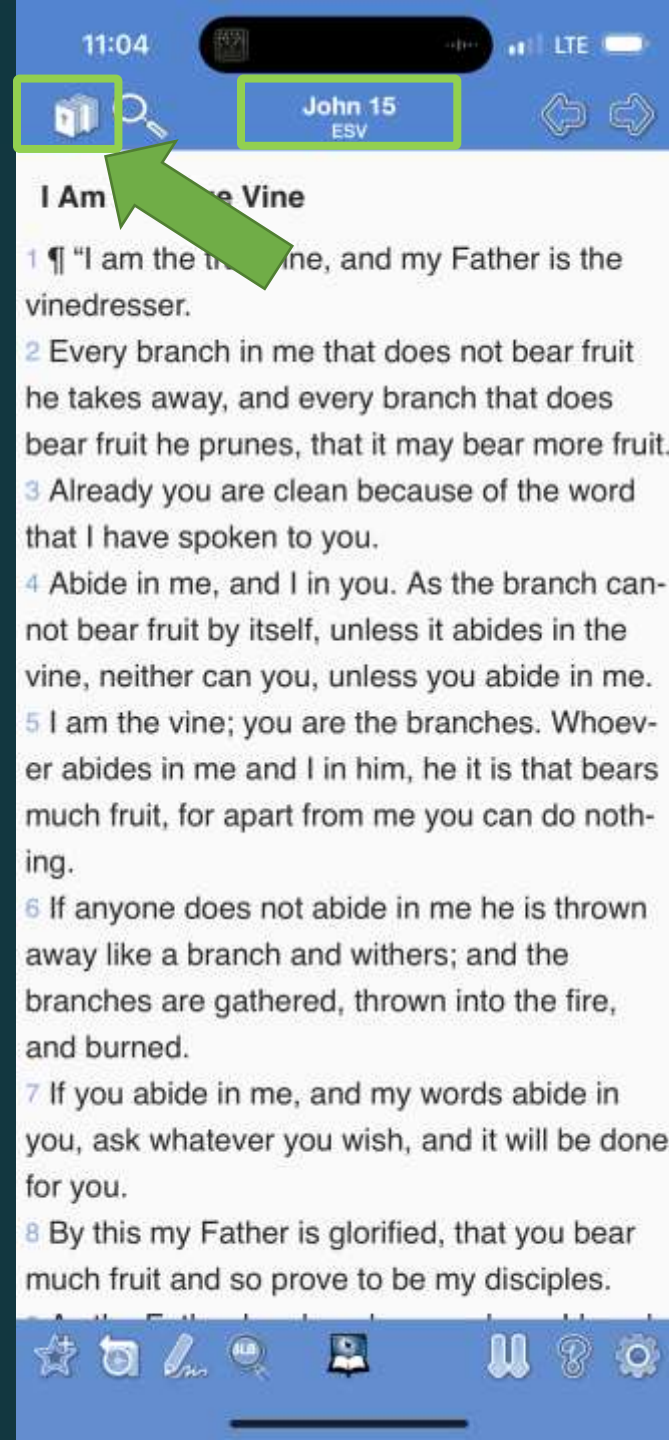 11:04
LTE
John 15
ESV
I Am Vine
1 ¶ “I am the vine, and my Father is the
vinedresser.
2 Every branch in me that does not bear fruit
he takes away, and every branch that does
bear fruit he prunes, that it may bear more fruit.
3 Already you are clean because of the word
that I have spoken to you.
4 Abide in me, and I in you. As the branch can-
not bear fruit by itself, unless it abides in the
vine, neither can you, unless you abide in me.
5 I am the vine; you are the branches. Whoev-
er abides in me and I in him, he it is that bears
much fruit, for apart from me you can do noth-
ing.
6 If anyone does not abide in me he is thrown
away like a branch and withers; and the
branches are gathered, thrown into the fire,
and burned.
7 If you abide in me, and my words abide in
you, ask whatever you wish, and it will be done
for you.
8 By this my Father is glorified, that you bear
much fruit and so prove to be my disciples.
BLB